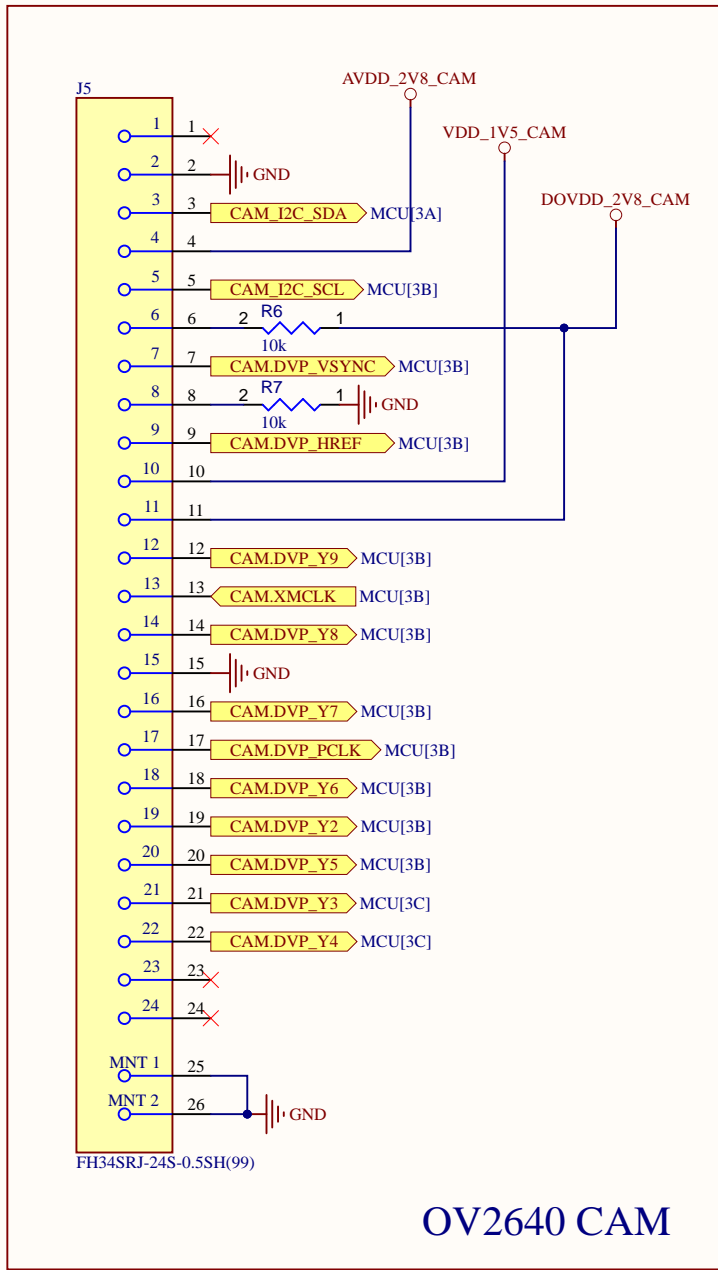 AVDD_2V8_CAM
J5
VDD_1V5_CAM
1 1
DOVDD_2V8_CAM
2 2 GND
3 3 CAM_I2C_SDA MCU[3A]
4 4
5 5 CAM_I2C_SCL MCU[3B]
R6
6 6 2 1
10k
7 7 CAM.DVP_VSYNC MCU[3B]
R7
8 8 2 1 GND
10k
9 9 CAM.DVP_HREF MCU[3B]
10 10
11 11
12 12 CAM.DVP_Y9 MCU[3B]
13 13 CAM.XMCLK MCU[3B]
14 14 CAM.DVP_Y8 MCU[3B]
15 15 GND
16 16 CAM.DVP_Y7 MCU[3B]
17 17 CAM.DVP_PCLK MCU[3B]
18 18 CAM.DVP_Y6 MCU[3B]
19 19 CAM.DVP_Y2 MCU[3B]
20 20 CAM.DVP_Y5 MCU[3B]
21 21 CAM.DVP_Y3 MCU[3C]
22 22 CAM.DVP_Y4 MCU[3C]
23 23
24 24
MNT 1 25
MNT 2 26 GND
FH34SRJ-24S-0.5SH(99)
OV2640 CAM